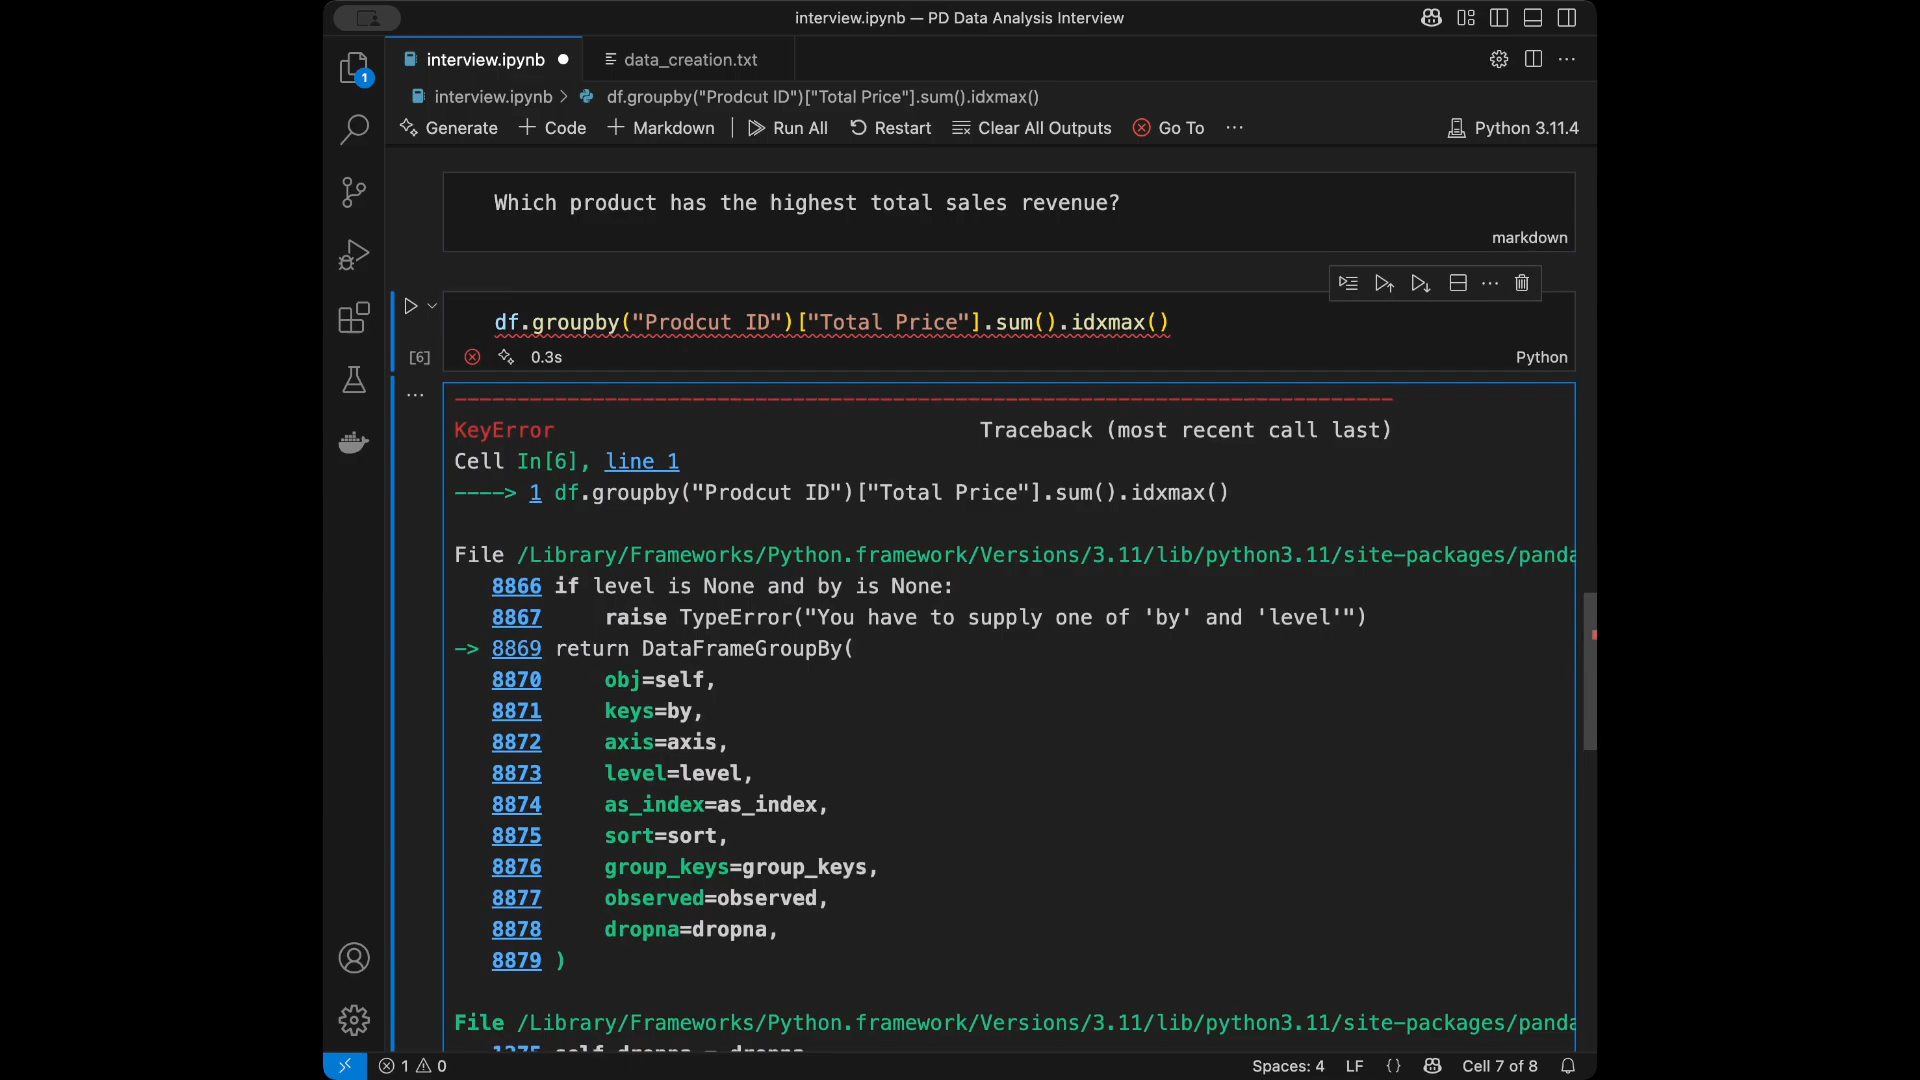 interview.ipynb — PD Data Analysis Interview
interview.ipynb
data_creation.txt
interview.ipynb > df.groupby("Prodcut ID")["Total Price"].sum().idxmax()
Generate + Code + Markdown | Run All Restart Clear All Outputs Go To ...
Python 3.11.4
1
Which product has the highest total sales revenue?
markdown
df.groupby("Prodcut ID")["Total Price"].sum().idxmax()
[6] 0.3s
Python
---------------------------------------------------------------------------
KeyError Traceback (most recent call last)
Cell In[6], line 1
----> 1 df.groupby("Prodcut ID")["Total Price"].sum().idxmax()
File /Library/Frameworks/Python.framework/Versions/3.11/lib/python3.11/site-packages/panda
8866 if level is None and by is None:
8867 raise TypeError("You have to supply one of 'by' and 'level'")
-> 8869 return DataFrameGroupBy(
8870 obj=self,
8871 keys=by,
8872 axis=axis,
8873 level=level,
8874 as_index=as_index,
8875 sort=sort,
8876 group_keys=group_keys,
8877 observed=observed,
8878 dropna=dropna,
8879 )
File /Library/Frameworks/Python.framework/Versions/3.11/lib/python3.11/site-packages/panda
1 0
Spaces: 4 LF {} Cell 7 of 8